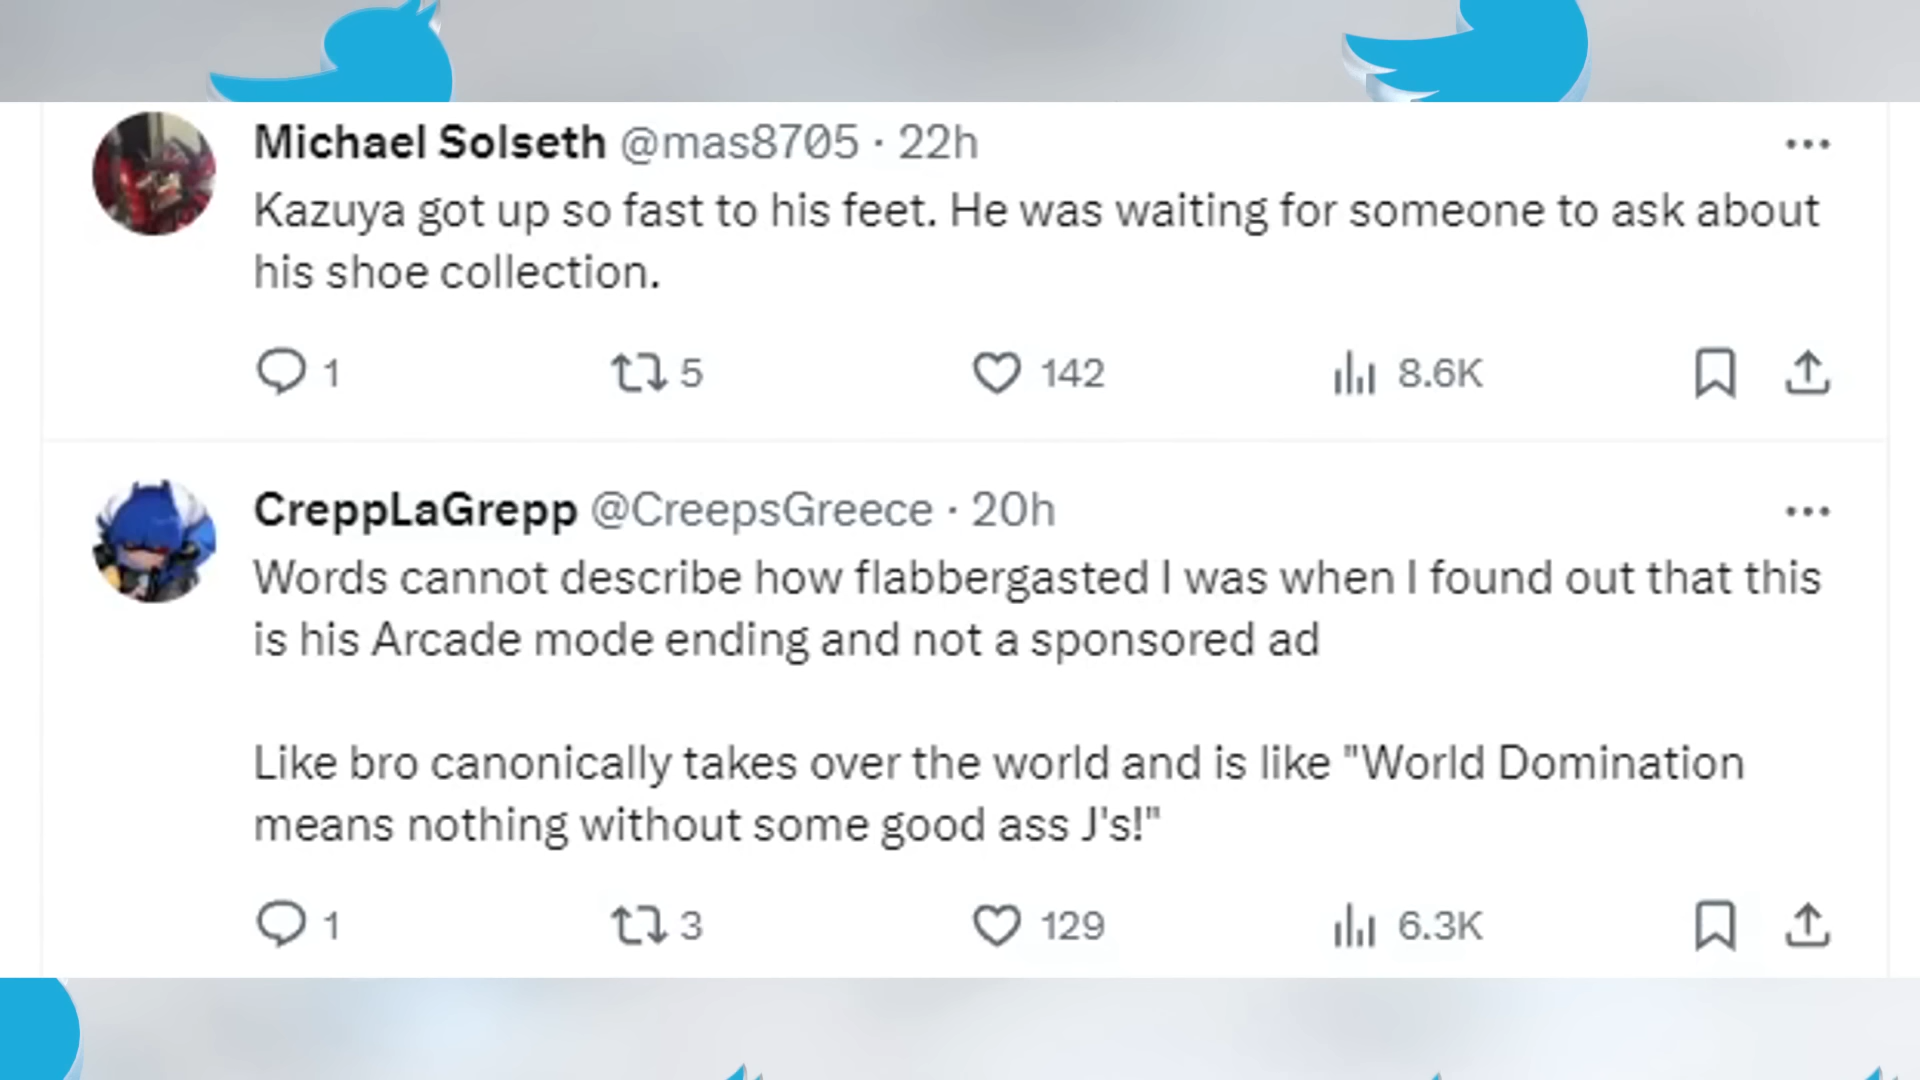 Michael Solseth @mas8705 · 22h
Kazuya got up so fast to his feet. He was waiting for someone to ask about
his shoe collection.
1 5 142 8.6K
CreppLaGrepp @CreepsGreece · 20h
Words cannot describe how flabbergasted I was when I found out that this
is his Arcade mode ending and not a sponsored ad
Like bro canonically takes over the world and is like "World Domination
means nothing without some good ass J's!"
1 3 129 6.3K